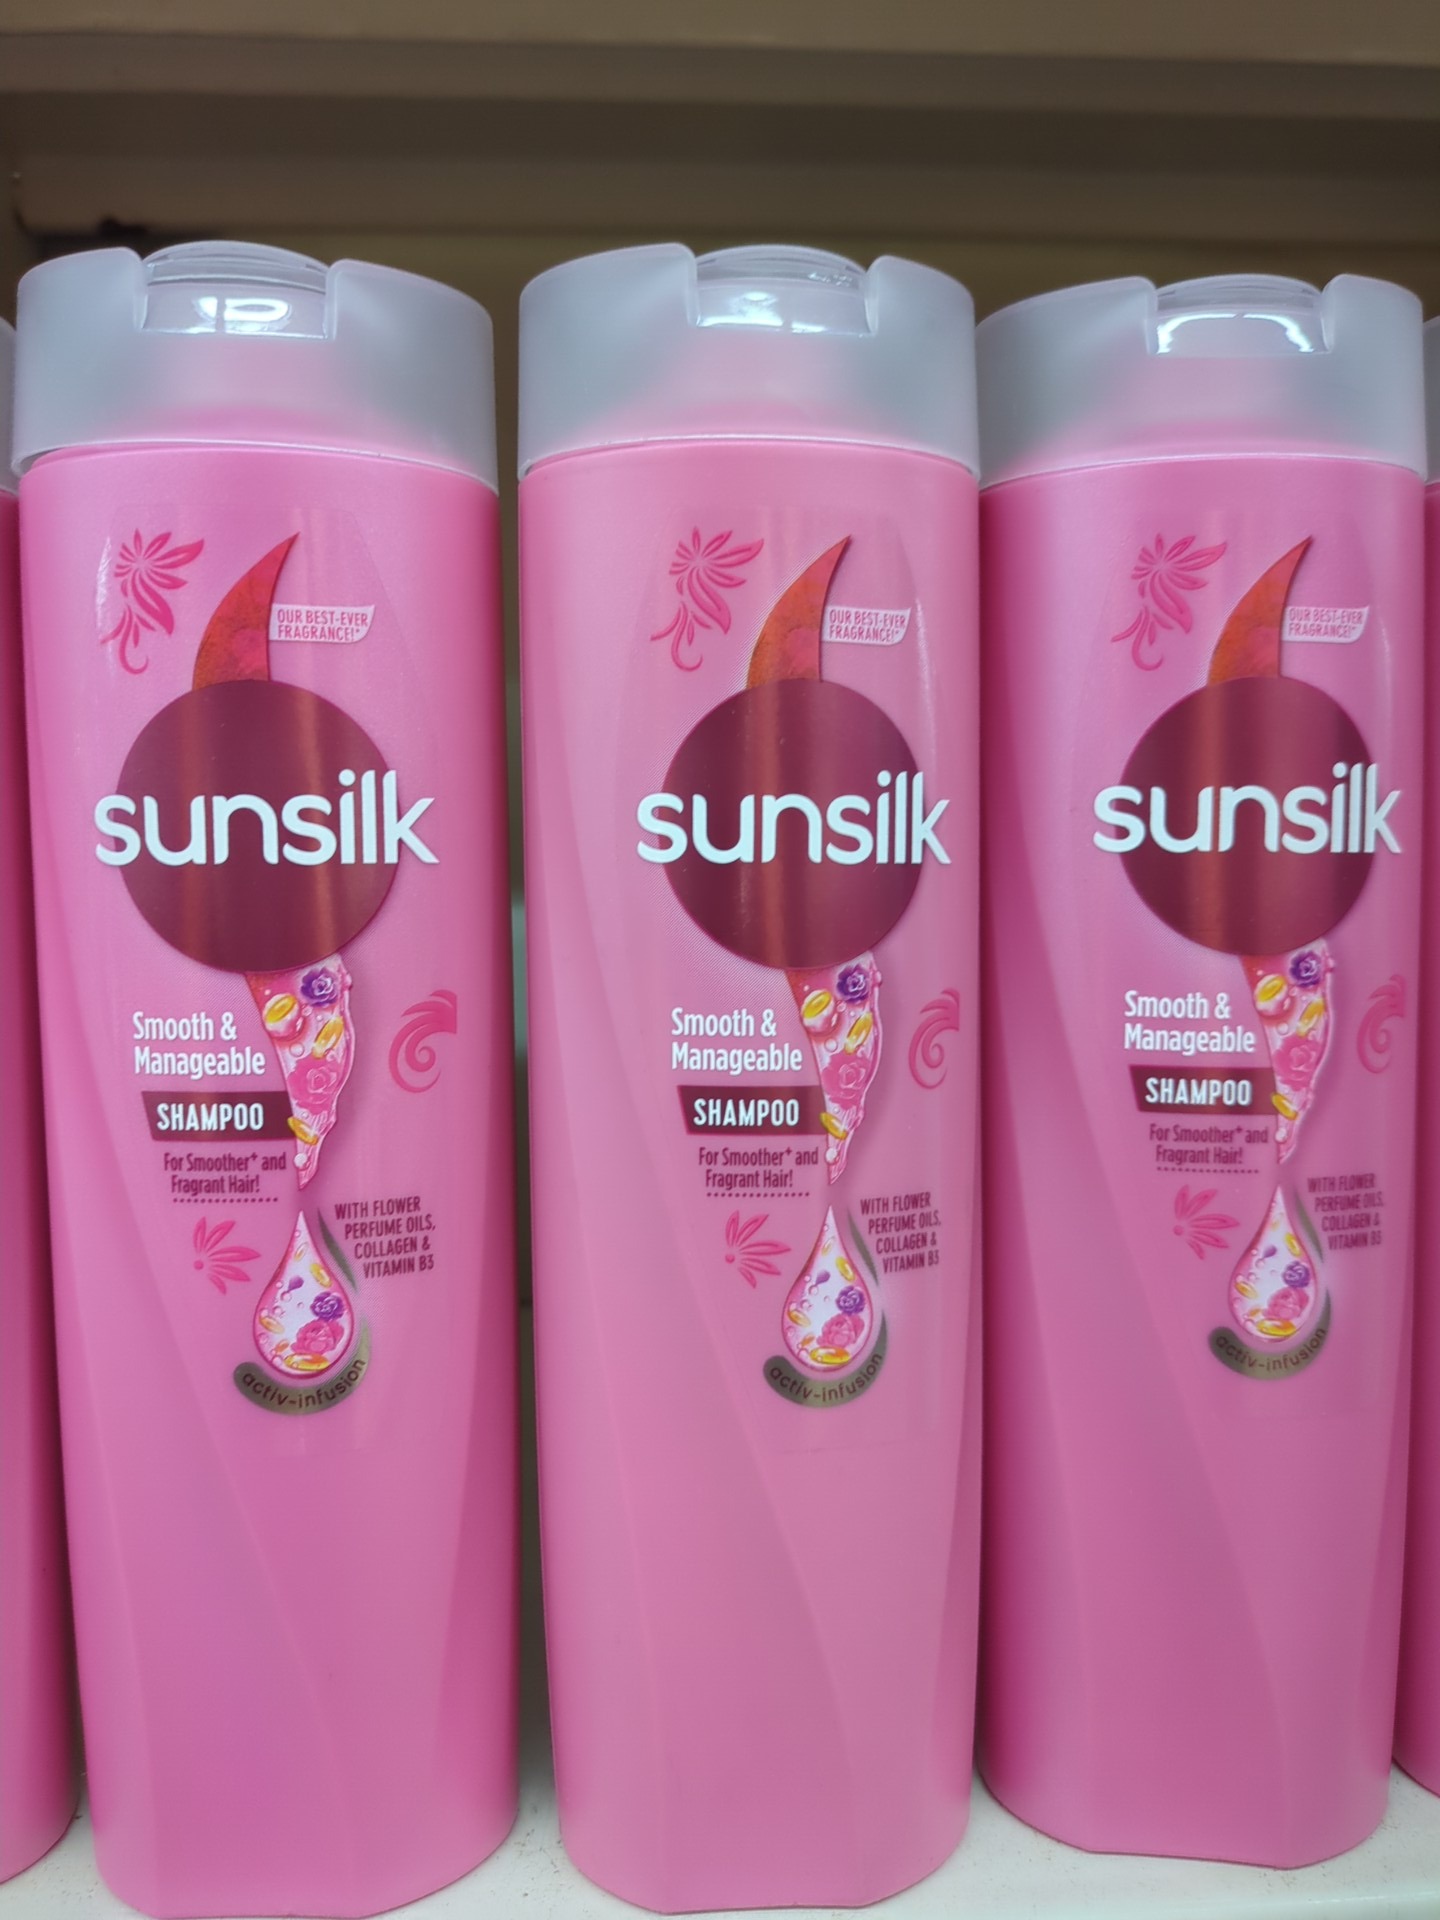 OUR BEST-EVER
FRAGRANCE!*
sunsilk
Smooth &
Manageable
SHAMPOO
For Smoother+ and
Fragrant Hair!
WITH FLOWER
PERFUME OILS,
COLLAGEN &
VITAMIN B3
activ-infusion
OUR BEST-EVER
FRAGRANCE!*
sunsilk
Smooth &
Manageable
SHAMPOO
For Smoother+ and
Fragrant Hair!
WITH FLOWER
PERFUME OILS,
COLLAGEN &
VITAMIN B3
activ-infusion
OUR BEST-EVER
FRAGRANCE!*
sunsilk
Smooth &
Manageable
SHAMPOO
For Smoother+ and
Fragrant Hair!
WITH FLOWER
PERFUME OILS,
COLLAGEN &
VITAMIN B3
activ-infusion